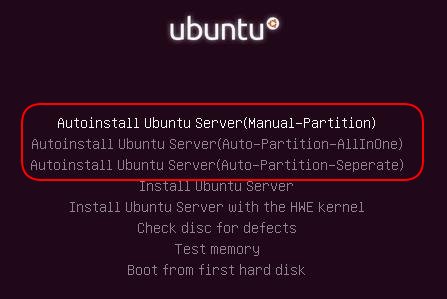 ubuntu
Autoinstall Ubuntu Server(Manual-Partition)
Autoinstall Ubuntu Server(Auto-Partition-AllInOne)
Autoinstall Ubuntu Server(Auto-Partition-Seperate)
Install Ubuntu Server
Install Ubuntu Server with the HWE kernel
Check disc for defects
Test memory
Boot from first hard disk